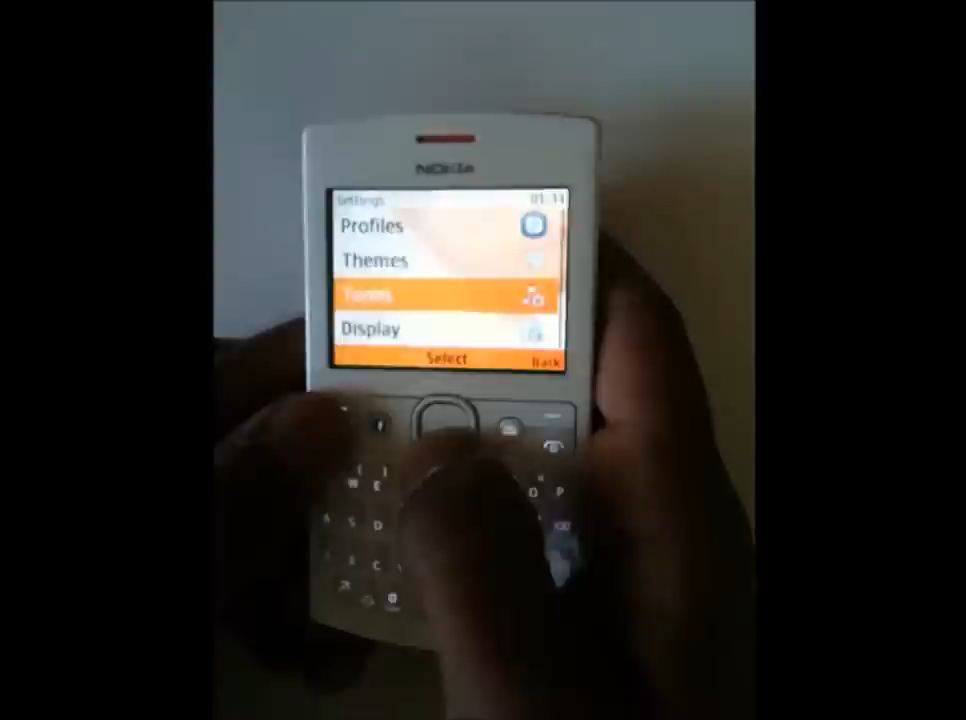 NOKIA
Settings
Profiles
Themes
Tones
Display
Select Back
W E O P
A S D
C